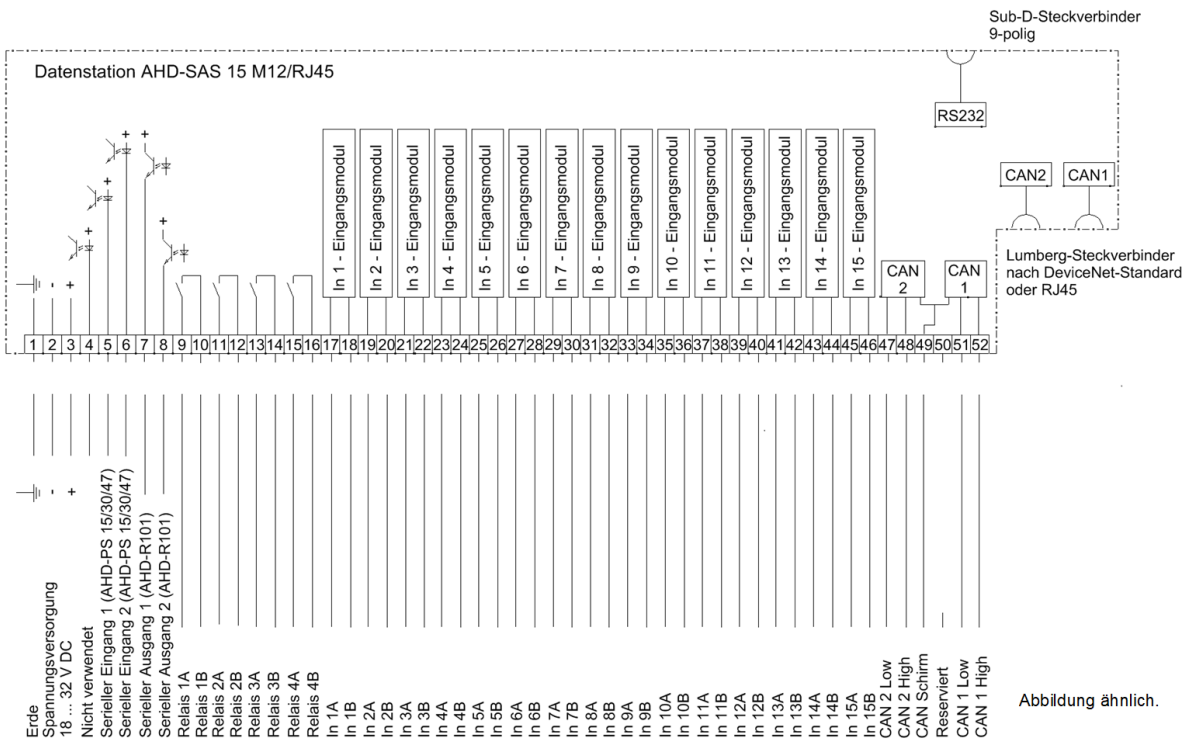 Sub-D-Steckverbinder
9-polig
Datenstation AHD-SAS 15 M12/RJ45
RS232
CAN2
CAN1
Lumberg-Steckverbinder
nach DeviceNet-Standard
oder RJ45
+
+
+
+
+
+
- +
In 1 - Eingangsmodul
In 2 - Eingangsmodul
In 3 - Eingangsmodul
In 4 - Eingangsmodul
In 5 - Eingangsmodul
In 6 - Eingangsmodul
In 7 - Eingangsmodul
In 8 - Eingangsmodul
In 9 - Eingangsmodul
In 10 - Eingangsmodul
In 11 - Eingangsmodul
In 12 - Eingangsmodul
In 13 - Eingangsmodul
In 14 - Eingangsmodul
In 15 - Eingangsmodul
CAN
2
CAN
1
1 2 3 4 5 6 7 8 9 10 11 12 13 14 15 16 17 18 19 20 21 22 23 24 25 26 27 28 29 30 31 32 33 34 35 36 37 38 39 40 41 42 43 44 45 46 47 48 49 50 51 52
- +
Erde
Spannungsversorgung
18 ... 32 V DC
Nicht verwendet
Serieller Eingang 1 (AHD-PS 15/30/47)
Serieller Eingang 2 (AHD-PS 15/30/47)
Serieller Ausgang 1 (AHD-R101)
Serieller Ausgang 2 (AHD-R101)
Relais 1A
Relais 1B
Relais 2A
Relais 2B
Relais 3A
Relais 3B
Relais 4A
Relais 4B
In 1A
In 1B
In 2A
In 2B
In 3A
In 3B
In 4A
In 4B
In 5A
In 5B
In 6A
In 6B
In 7A
In 7B
In 8A
In 8B
In 9A
In 9B
In 10A
In 10B
In 11A
In 11B
In 12A
In 12B
In 13A
In 13B
In 14A
In 14B
In 15A
In 15B
CAN 2 Low
CAN 2 High
CAN Schirm
Reserviert
CAN 1 Low
CAN 1 High
Abbildung ähnlich.